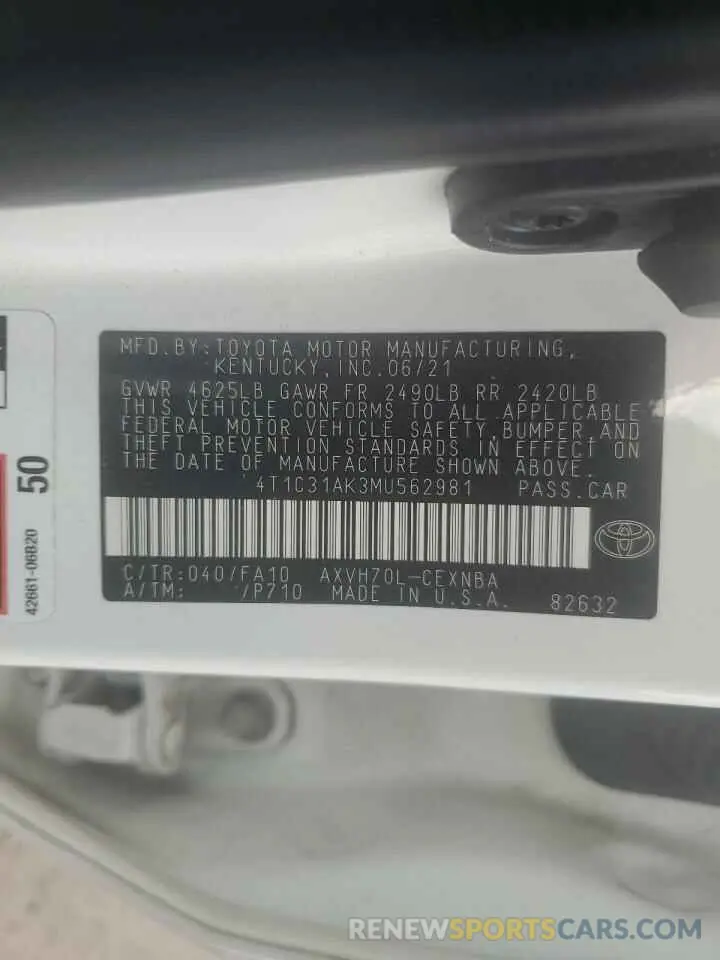 MFD.BY:TOYOTA MOTOR MANUFACTURING,
KENTUCKY, INC. 06/21
GVWR 4625LB GAWR FR 2490LB RR 2420LB
THIS VEHICLE CONFORMS TO ALL APPLICABLE
FEDERAL MOTOR VEHICLE SAFETY, BUMPER, AND
THEFT PREVENTION STANDARDS IN EFFECT ON
THE DATE OF MANUFACTURE SHOWN ABOVE.
4T1C31AK3MU562981 PASS.CAR
C/TR:040/FA10 AXVH70L-CEXNBA
A/TM: /P710 MADE IN U.S.A. 82632
50
42661-06B20
RENEWSPORTSCARS.COM